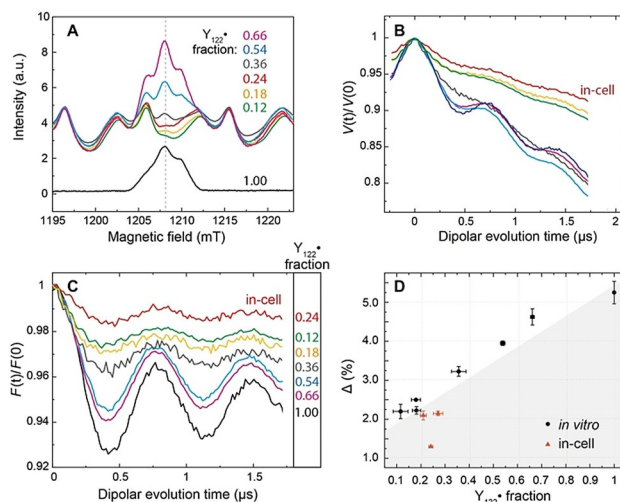 A
Y122•
fraction:
0.66
0.54
0.36
0.24
0.18
0.12
1.00
Intensity (a.u.)
10
8
6
4
2
0
1195 1200 1205 1210 1215 1220
Magnetic field (mT)
B
in-cell
V(t)/V(0)
1
0.95
0.9
0.85
0.8
0 0.5 1 1.5 2
Dipolar evolution time (µs)
C
in-cell
Y122•
fraction
0.24
0.12
0.18
0.36
0.54
0.66
1.00
F(t)/F(0)
1
0.98
0.96
0.94
0.92
0 0.5 1.0 1.5
Dipolar evolution time (µs)
D
Δ (%)
5.0
4.0
3.0
2.0
1.0
in vitro
in-cell
0.1 0.2 0.3 0.4 0.5 0.6 0.7 0.8 0.9 1
Y122• fraction